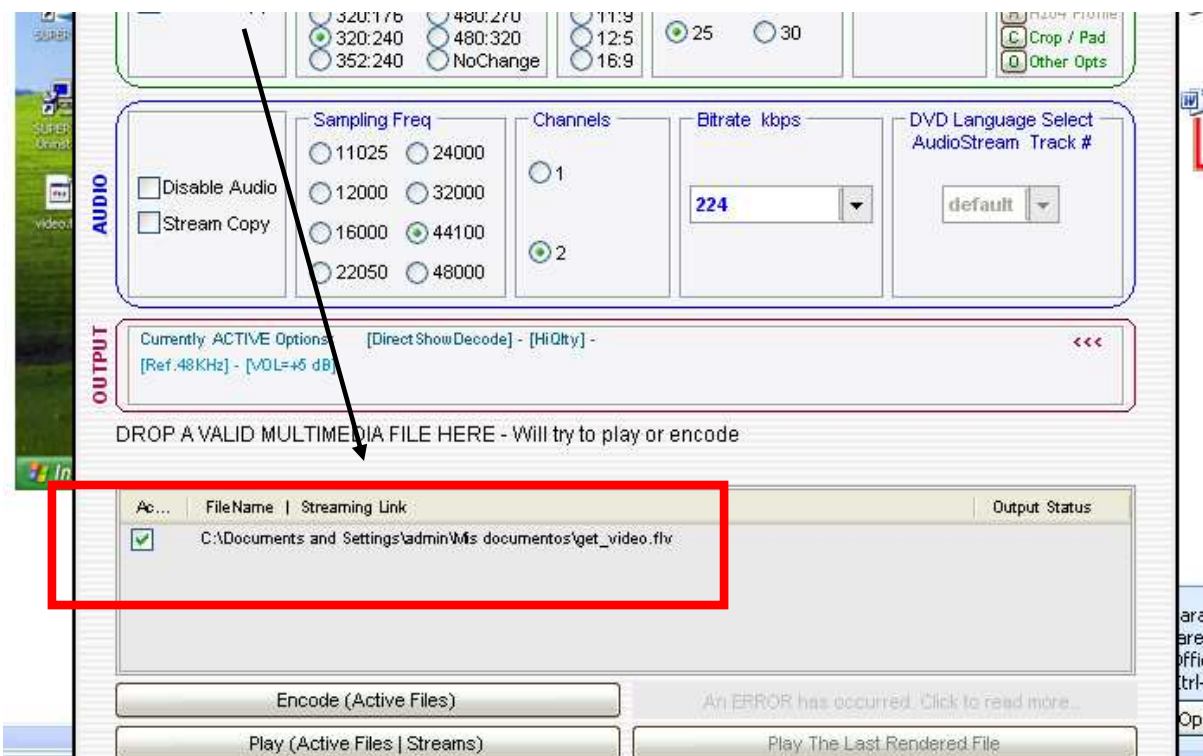 320:176 480:270 11:9
320:240 480:320 12:5 25 30 C Crop / Pad
352:240 NoChange 16:9 O Other Opts
SUPER
AUDIO
Sampling Freq Channels Bitrate kbps DVD Language Select
AudioStream Track #
11025 24000
1
Disable Audio 12000 32000
224 default
Stream Copy 16000 44100
2
22050 48000
video.f
OUTPUT
Currently ACTIVE Options: [DirectShowDecode] - [HiQlty] - <<<
[Ref.48KHz] - [VOL=+5 dB]
DROP A VALID MULTIMEDIA FILE HERE - Will try to play or encode
In
Ac... FileName | Streaming Link Output Status
C:\Documents and Settings\admin\Mis documentos\get_video.flv
Encode (Active Files) An ERROR has occurred. Click to read more...
Play (Active Files | Streams) Play The Last Rendered File
Op